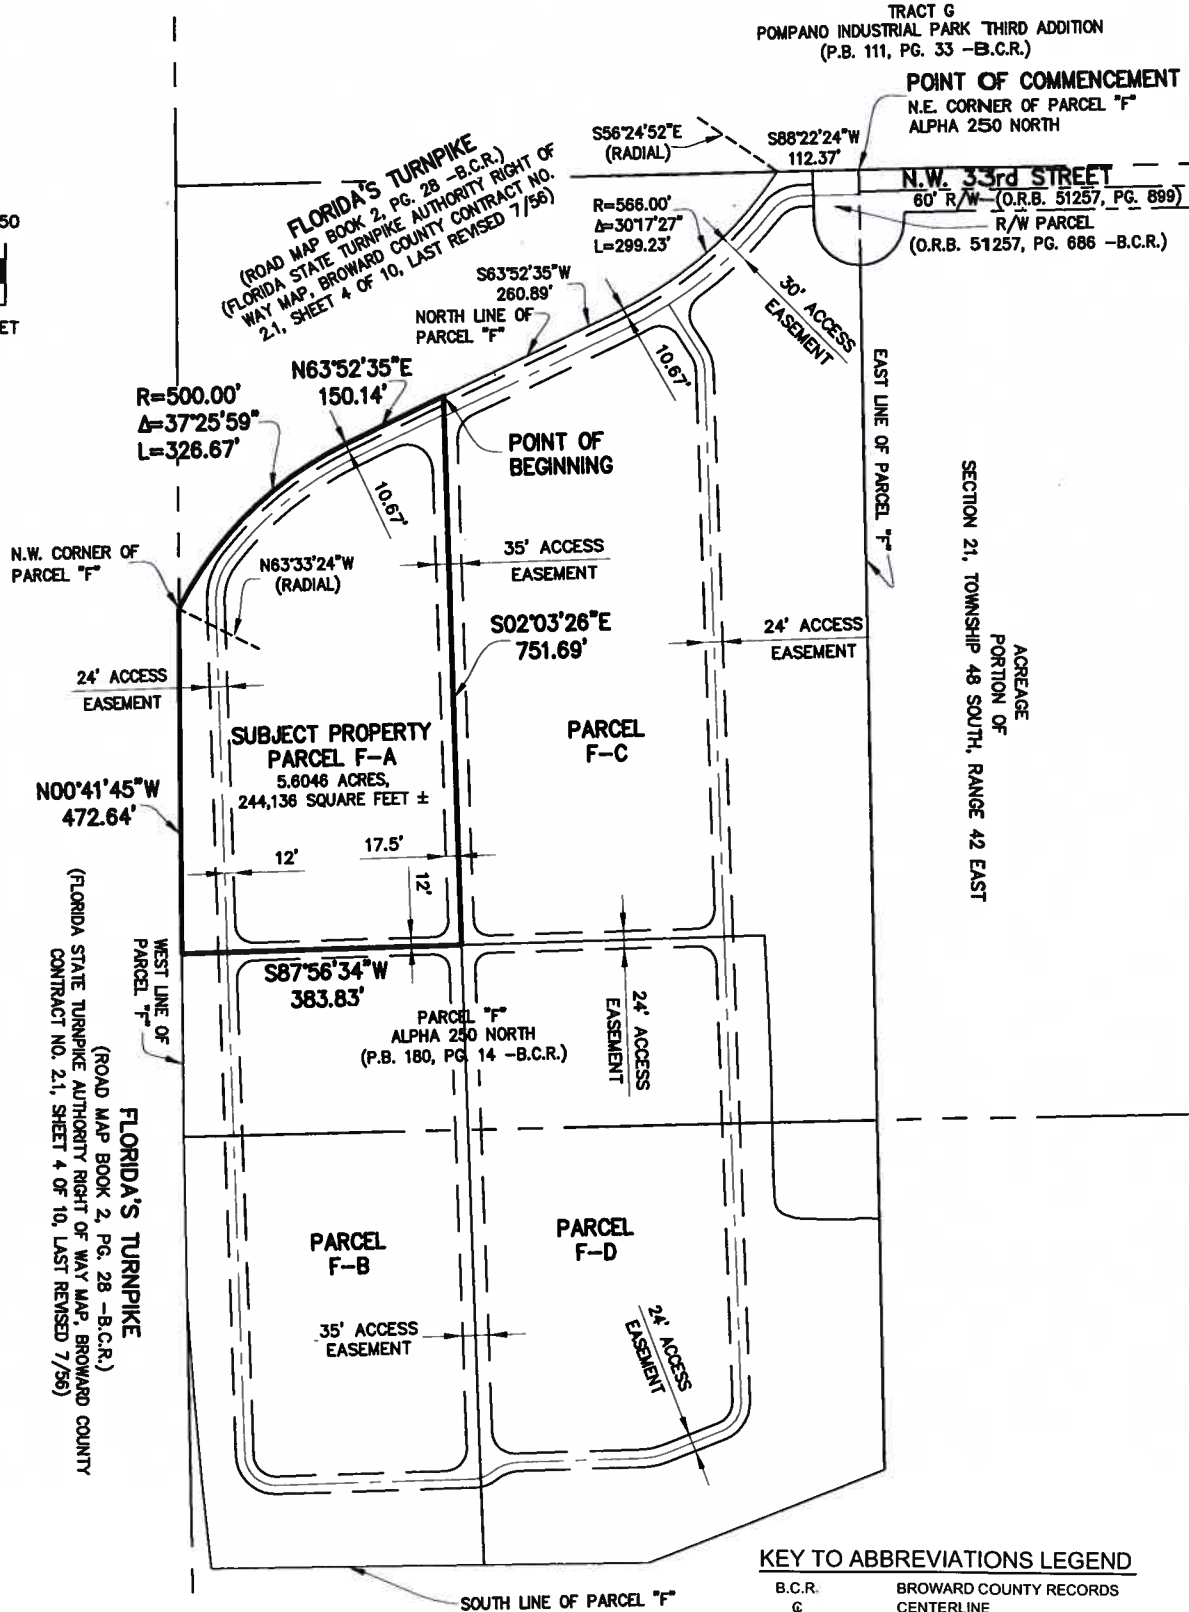 TRACT G
POMPANO INDUSTRIAL PARK THIRD ADDITION
(P.B. 111, PG. 33 -B.C.R.)
POINT OF COMMENCEMENT
N.E. CORNER OF PARCEL "F"
ALPHA 250 NORTH
S56°24'52"E
(RADIAL)
S88°22'24"W
112.37'
N.W. 33rd STREET
60' R/W (O.R.B. 51257, PG. 899)
R/W PARCEL
(O.R.B. 51257, PG. 686 -B.C.R.)
50
ET
FLORIDA'S TURNPIKE
(ROAD MAP BOOK 2, PG. 28 -B.C.R.)
(FLORIDA STATE TURNPIKE AUTHORITY RIGHT OF
WAY MAP, BROWARD COUNTY CONTRACT NO.
2.1, SHEET 4 OF 10, LAST REVISED 7/56)
R=566.00'
Δ=30°17'27"
L=299.23'
S63°52'35"W
260.89'
NORTH LINE OF
PARCEL "F"
30' ACCESS
EASEMENT
10.67'
N63°52'35"E
150.14'
R=500.00'
Δ=37°25'59"
L=326.67'
POINT OF
BEGINNING
EAST LINE OF PARCEL "F"
10.67'
N.W. CORNER OF
PARCEL "F"
N63°33'24"W
(RADIAL)
35' ACCESS
EASEMENT
S02°03'26"E
751.69'
24' ACCESS
EASEMENT
SECTION 21, TOWNSHIP 48 SOUTH, RANGE 42 EAST
ACREAGE
PORTION OF
24' ACCESS
EASEMENT
SUBJECT PROPERTY
PARCEL F-A
5.6046 ACRES,
244,136 SQUARE FEET ±
PARCEL
F-C
N00°41'45"W
472.64'
12'
17.5'
12'
S87°56'34"W
383.83'
WEST LINE OF
PARCEL "F"
PARCEL "F"
ALPHA 250 NORTH
(P.B. 180, PG. 14 -B.C.R.)
24' ACCESS
EASEMENT
FLORIDA'S TURNPIKE
(ROAD MAP BOOK 2, PG. 28 -B.C.R.)
(FLORIDA STATE TURNPIKE AUTHORITY RIGHT OF WAY MAP, BROWARD COUNTY
CONTRACT NO. 2.1, SHEET 4 OF 10, LAST REVISED 7/56)
PARCEL
F-B
PARCEL
F-D
35' ACCESS
EASEMENT
24' ACCESS
EASEMENT
SOUTH LINE OF PARCEL "F"
KEY TO ABBREVIATIONS LEGEND
B.C.R. BROWARD COUNTY RECORDS
℄ CENTERLINE